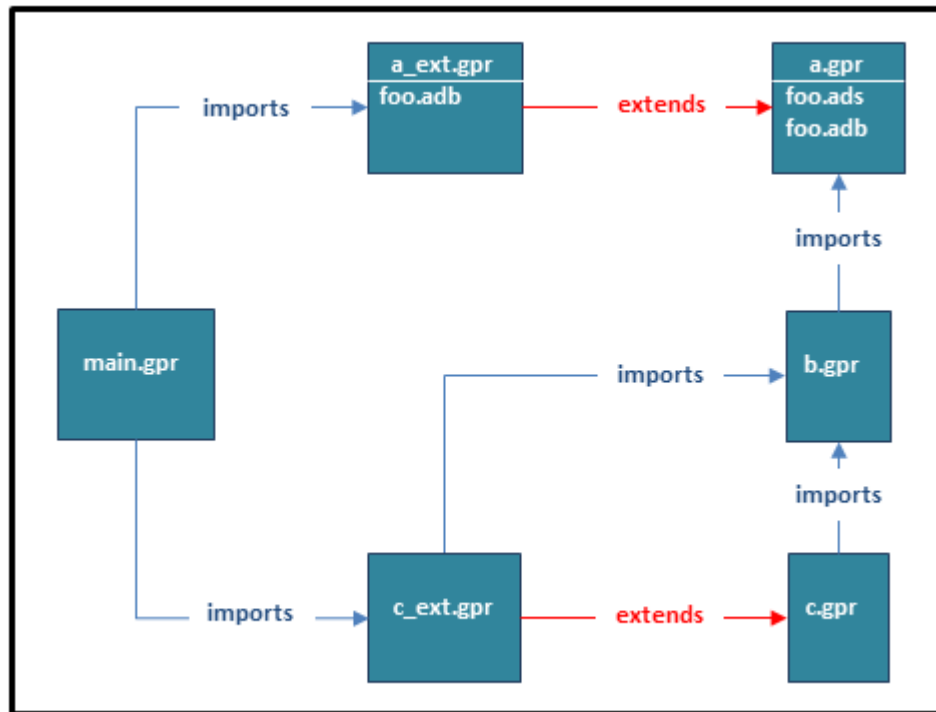 a_ext.gpr
foo.adb
imports
extends
a.gpr
foo.ads
foo.adb
imports
main.gpr
imports
b.gpr
imports
imports
c_ext.gpr
extends
c.gpr